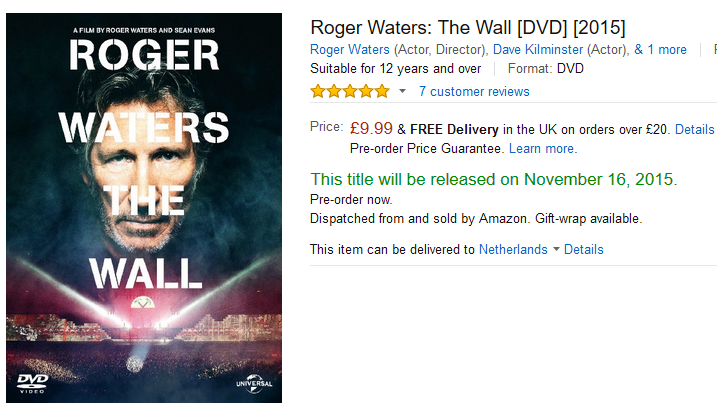 A FILM BY ROGER WATERS AND SEAN EVANS
ROGER
WATERS
THE
WALL
DVD
VIDEO
UNIVERSAL
Roger Waters: The Wall [DVD] [2015]
Roger Waters (Actor, Director), Dave Kilminster (Actor), & 1 more
Suitable for 12 years and over Format: DVD
7 customer reviews
Price: £9.99 & FREE Delivery in the UK on orders over £20. Details
Pre-order Price Guarantee. Learn more.
This title will be released on November 16, 2015.
Pre-order now.
Dispatched from and sold by Amazon. Gift-wrap available.
This item can be delivered to Netherlands Details